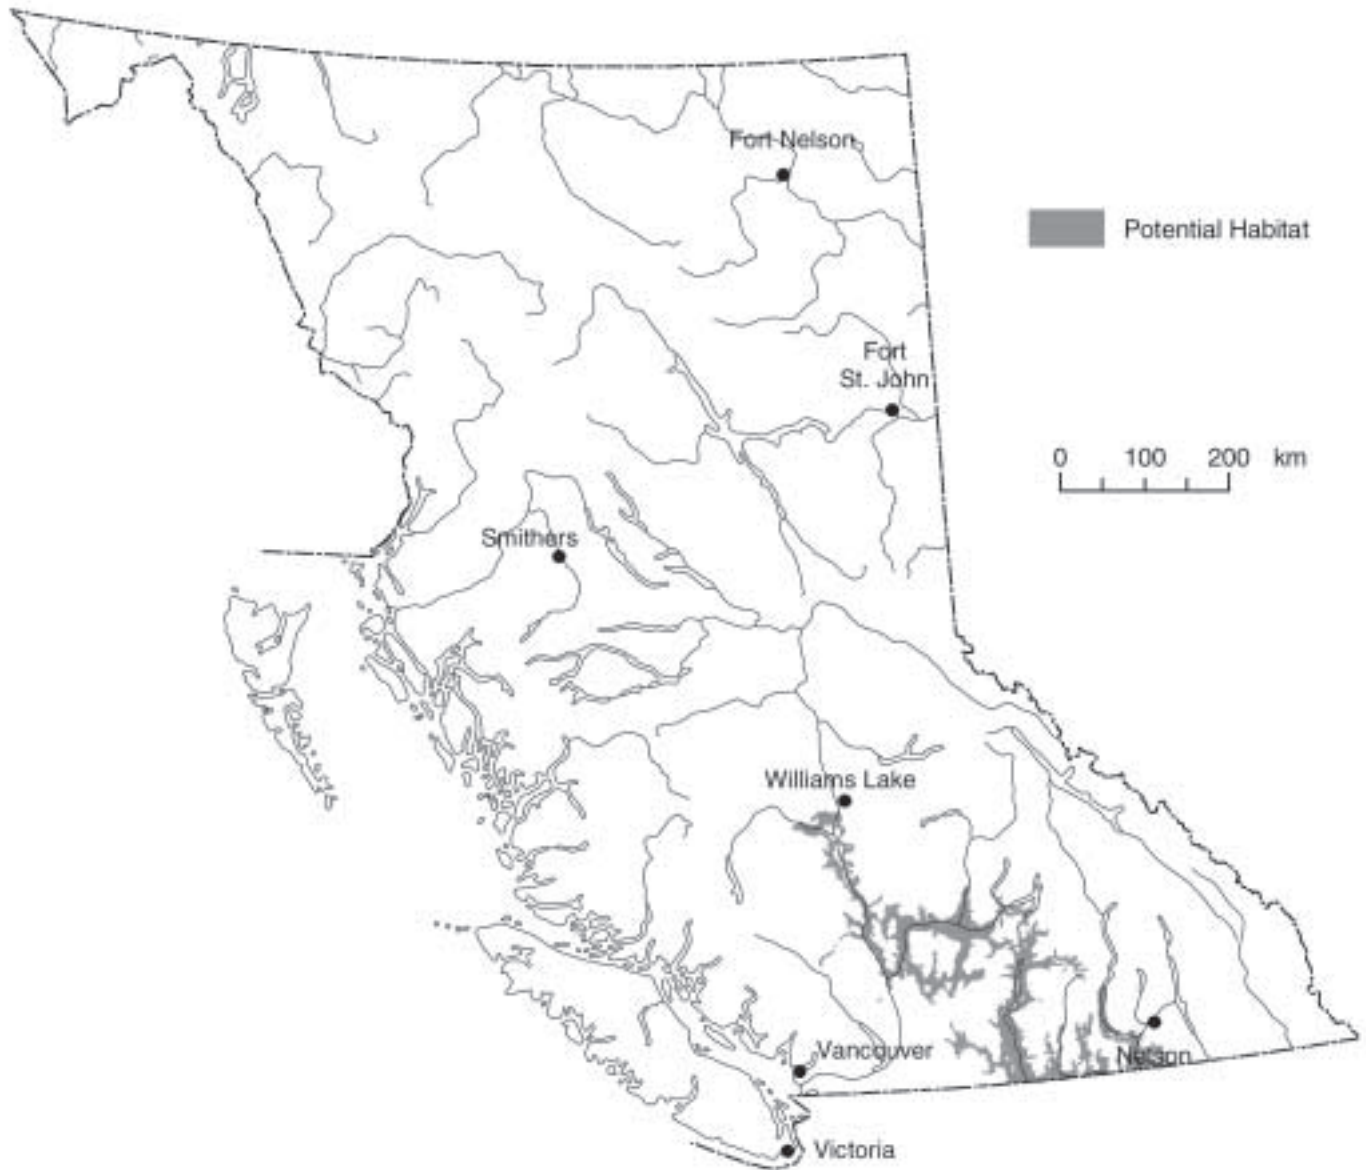 Fort Nelson
Potential Habitat
Fort
St. John
0 100 200 km
Smithers
Williams Lake
Vancouver
Nelson
Victoria